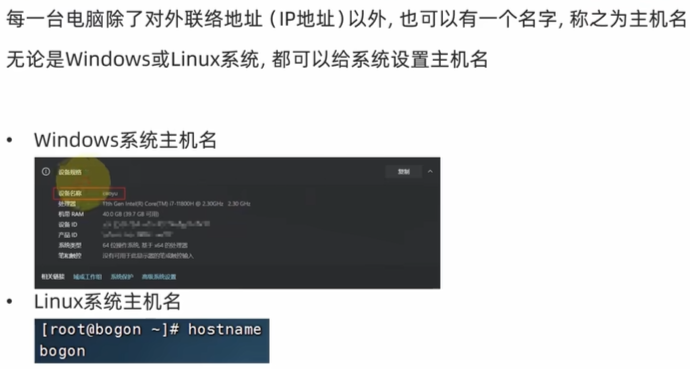 每一台电脑除了对外联络地址（IP地址）以外, 也可以有一个名字, 称之为主机名
无论是Windows或Linux系统, 都可以给系统设置主机名
• Windows系统主机名
设备规格 复制
设备名称
处理器 11th Gen Intel(R) Core(TM) i7-11800H @ 2.30GHz 2.30 GHz
机带 RAM 40.0 GB (39.7 GB 可用)
设备 ID
产品 ID
系统类型 64 位操作系统, 基于 x64 的处理器
笔和触控 没有可用于此显示器的笔或触控输入
相关链接 域或工作组 系统保护 高级系统设置
• Linux系统主机名
[root@bogon ~]# hostname
bogon